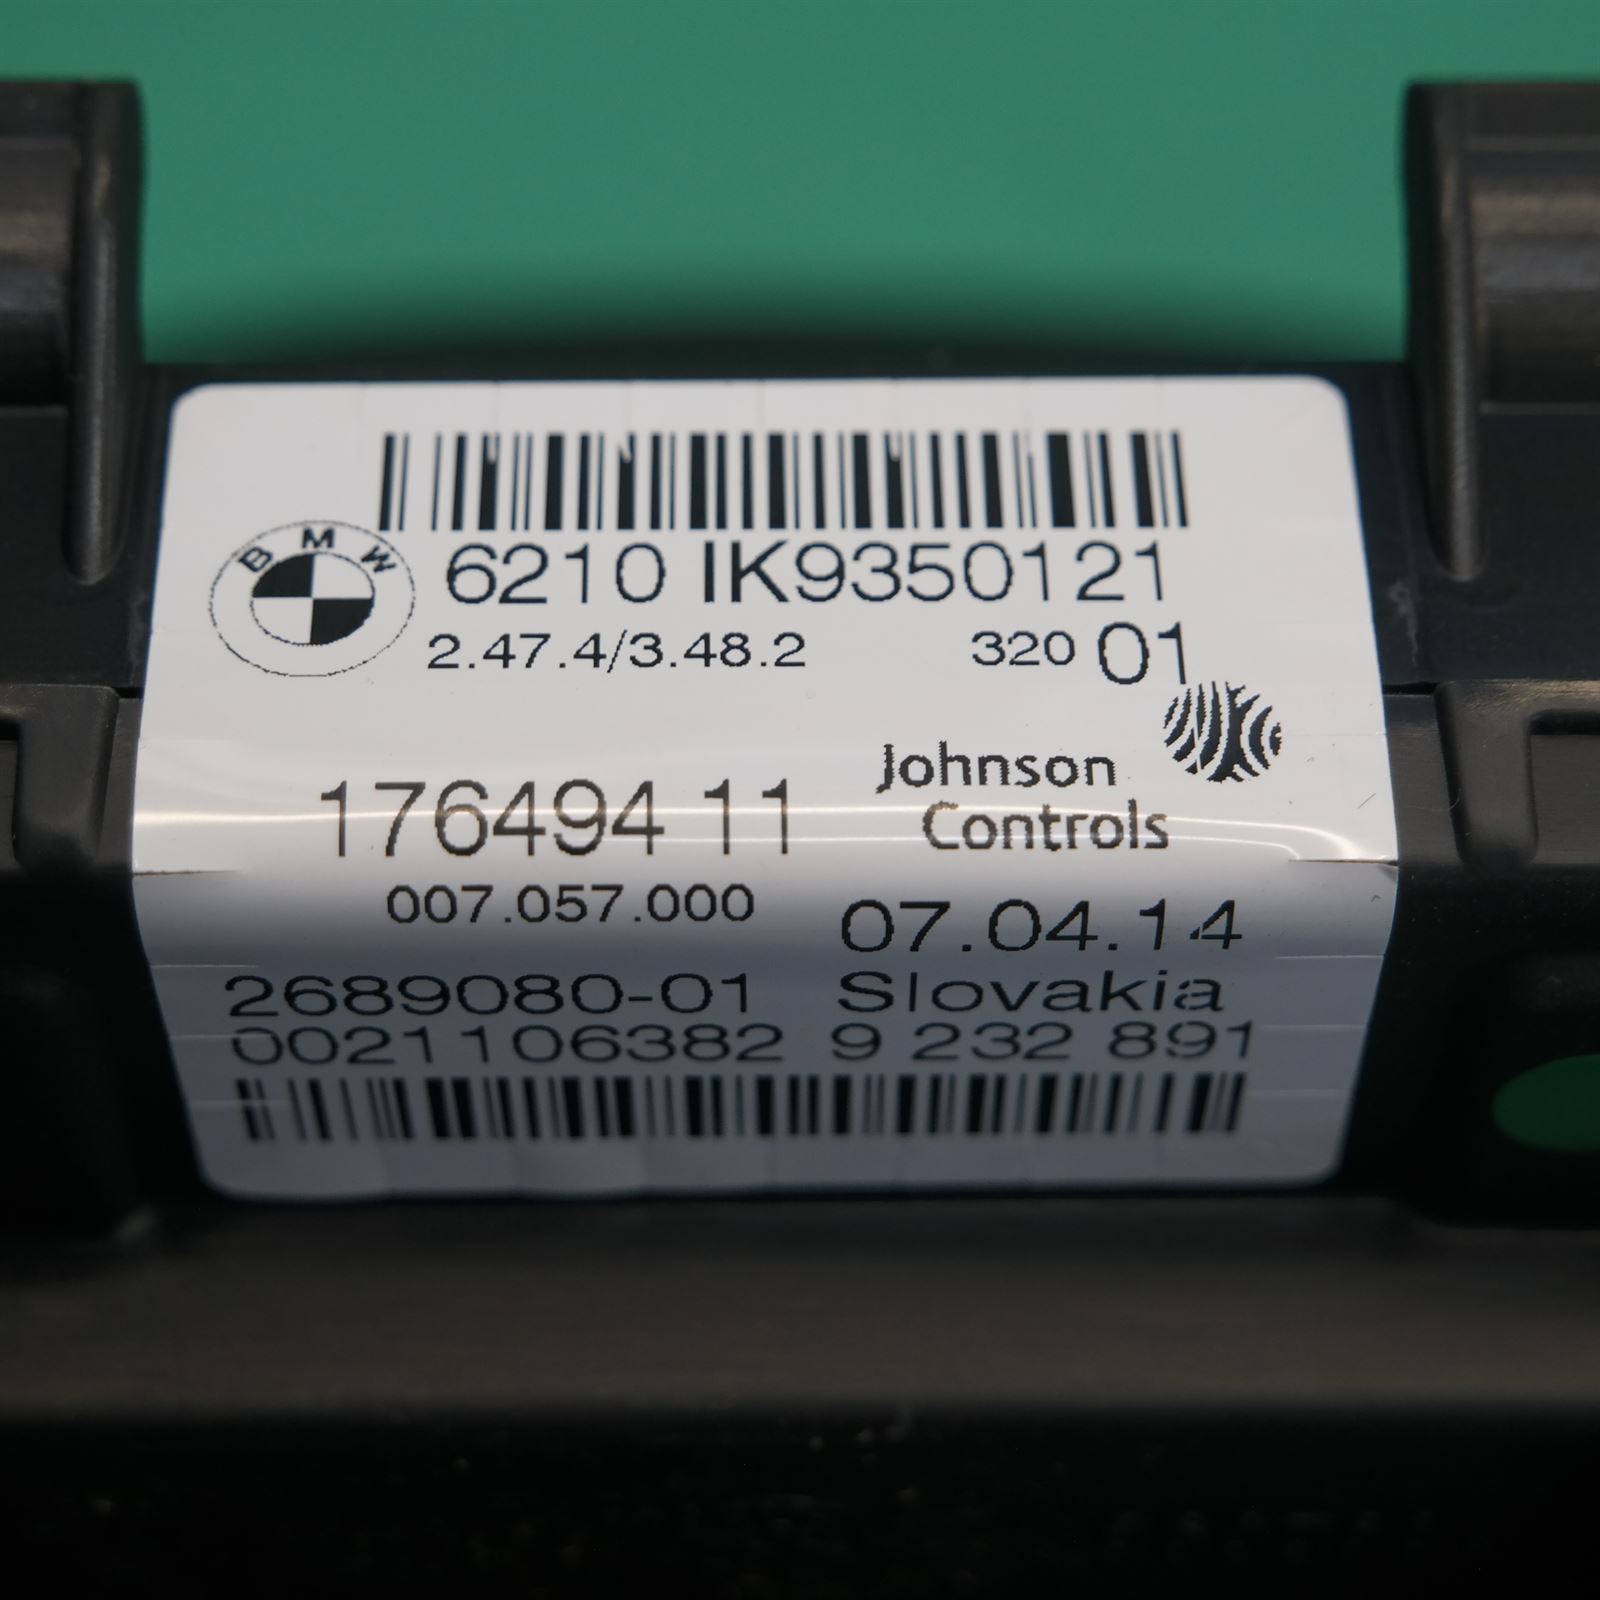 BMW
6210 IK9350121
2.47.4/3.48.2 320 01
Johnson
Controls
176494 11
007.057.000
07.04.14
2689080-01 Slovakia
0021106382 9 232 891